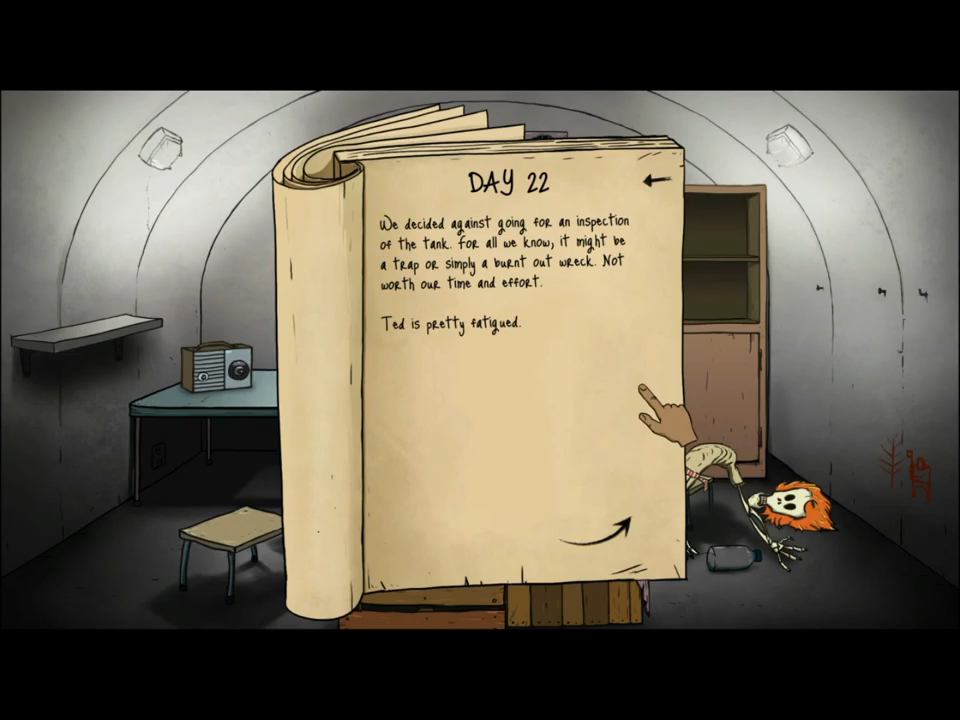 DAY 22
We decided against going for an inspection
of the tank. For all we know, it might be
a trap or simply a burnt out wreck. Not
worth our time and effort.
Ted is pretty fatigued.